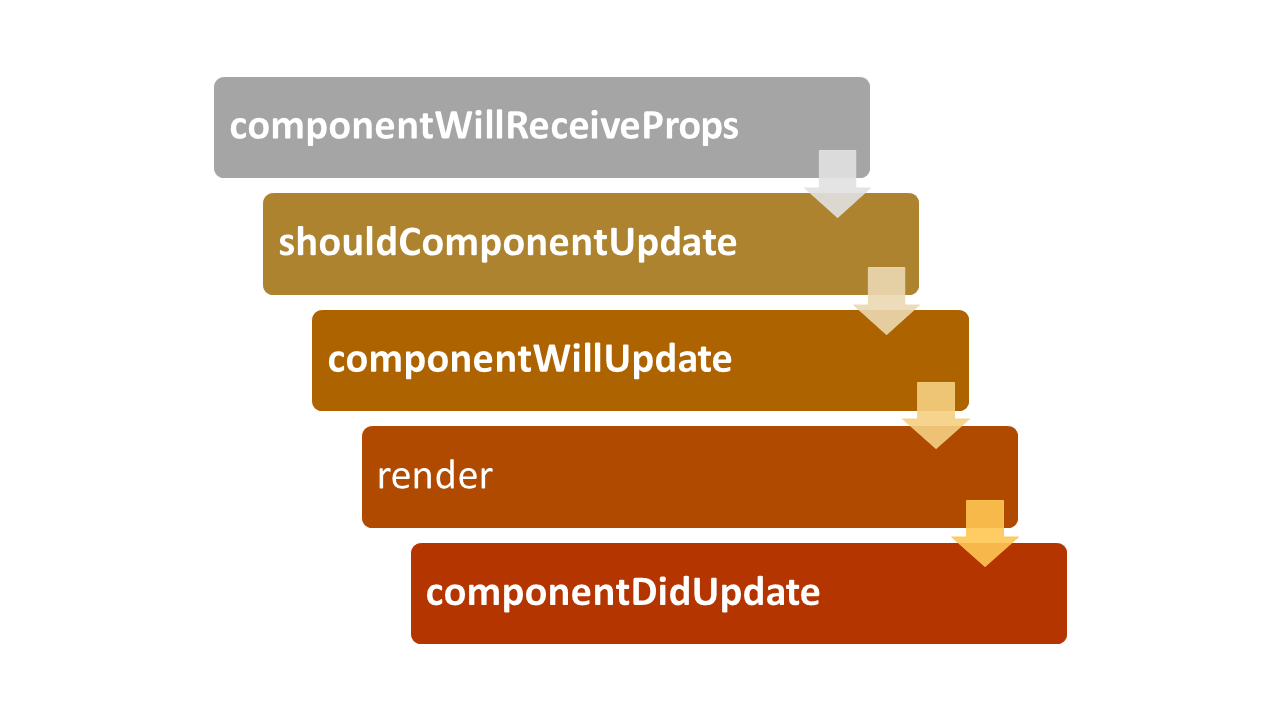 componentWillReceiveProps
shouldComponentUpdate
componentWillUpdate
render
componentDidUpdate